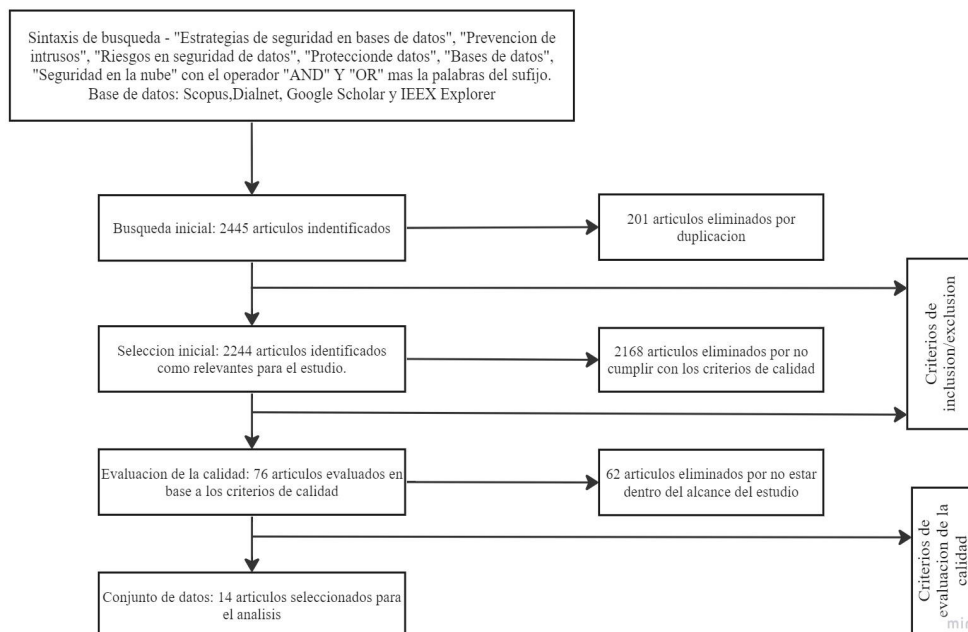 Sintaxis de busqueda - "Estrategias de seguridad en bases de datos", "Prevencion de
intrusos", "Riesgos en seguridad de datos", "Protecciónde datos", "Bases de datos",
"Seguridad en la nube" con el operador "AND" Y "OR" mas la palabras del sufijo.
Base de datos: Scopus,Dialnet, Google Scholar y IEEX Explorer
Busqueda inicial: 2445 articulos indentificados
201 articulos eliminados por
duplicacion
Criterios de
inclusion/exclusion
Seleccion inicial: 2244 articulos identificados
como relevantes para el estudio.
2168 articulos eliminados por no
cumplir con los criterios de calidad
Evaluacion de la calidad: 76 articulos evaluados en
base a los criterios de calidad
62 articulos eliminados por no estar
dentro del alcance del estudio
Criterios de
evaluacion de la
calidad
Conjunto de datos: 14 articulos seleccionados para
el analisis